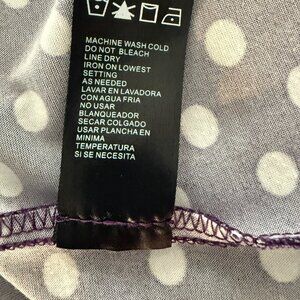 MACHINE WASH COLD
DO NOT BLEACH
LINE DRY
IRON ON LOWEST
SETTING
AS NEEDED
LAVAR EN LAVADORA
CON AGUA FRIA
NO USAR
BLANQUEADOR
SECAR COLGADO
USAR PLANCHA EN
MINIMA
TEMPERATURA
SI SE NECESITA